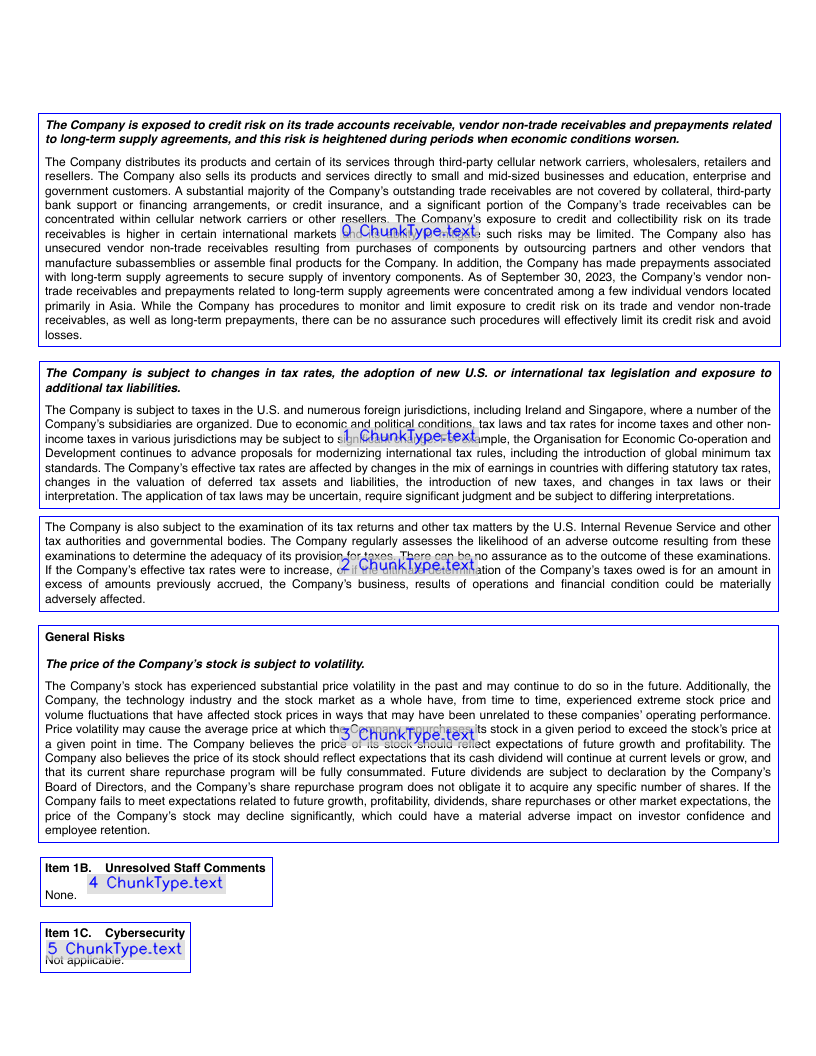 The Company is exposed to credit risk on its trade accounts receivable, vendor non-trade receivables and prepayments related
to long-term supply agreements, and this risk is heightened during periods when economic conditions worsen.
The Company distributes its products and certain of its services through third-party cellular network carriers, wholesalers, retailers and
resellers. The Company also sells its products and services directly to small and mid-sized businesses and education, enterprise and
government customers. A substantial majority of the Company's outstanding trade receivables are not covered by collateral, third-party
bank support or financing arrangements, or credit insurance, and a significant portion of the Company's trade receivables can be
concentrated within cellular network carriers or other resellers. The Company's exposure to credit and collectibility risk on its trade
receivables is higher in certain international markets and its ability to mitigate such risks may be limited. The Company also has
0 ChunkType.text
unsecured vendor non-trade receivables resulting from purchases of components by outsourcing partners and other vendors that
manufacture subassemblies or assemble final products for the Company. In addition, the Company has made prepayments associated
with long-term supply agreements to secure supply of inventory components. As of September 30, 2023, the Company's vendor non-
trade receivables and prepayments related to long-term supply agreements were concentrated among a few individual vendors located
primarily in Asia. While the Company has procedures to monitor and limit exposure to credit risk on its trade and vendor non-trade
receivables, as well as long-term prepayments, there can be no assurance such procedures will effectively limit its credit risk and avoid
losses.
The Company is subject to changes in tax rates, the adoption of new U.S. or international tax legislation and exposure to
additional tax liabilities.
The Company is subject to taxes in the U.S. and numerous foreign jurisdictions, including Ireland and Singapore, where a number of the
Company's subsidiaries are organized. Due to economic and political conditions, tax laws and tax rates for income taxes and other non-
income taxes in various jurisdictions may be subject to significant change. For example, the Organisation for Economic Co-operation and
1 ChunkType.text
Development continues to advance proposals for modernizing international tax rules, including the introduction of global minimum tax
standards. The Company's effective tax rates are affected by changes in the mix of earnings in countries with differing statutory tax rates,
changes in the valuation of deferred tax assets and liabilities, the introduction of new taxes, and changes in tax laws or their
interpretation. The application of tax laws may be uncertain, require significant judgment and be subject to differing interpretations.
The Company is also subject to the examination of its tax returns and other tax matters by the U.S. Internal Revenue Service and other
tax authorities and governmental bodies. The Company regularly assesses the likelihood of an adverse outcome resulting from these
examinations to determine the adequacy of its provision for taxes. There can be no assurance as to the outcome of these examinations.
If the Company's effective tax rates were to increase, or if the ultimate determination of the Company's taxes owed is for an amount in
2 ChunkType.text
excess of amounts previously accrued, the Company's business, results of operations and financial condition could be materially
adversely affected.
General Risks
The price of the Company's stock is subject to volatility.
The Company's stock has experienced substantial price volatility in the past and may continue to do so in the future. Additionally, the
Company, the technology industry and the stock market as a whole have, from time to time, experienced extreme stock price and
volume fluctuations that have affected stock prices in ways that may have been unrelated to these companies' operating performance.
Price volatility may cause the average price at which the Company repurchases its stock in a given period to exceed the stock's price at
3 ChunkType.text
a given point in time. The Company believes the price of its stock should reflect expectations of future growth and profitability. The
Company also believes the price of its stock should reflect expectations that its cash dividend will continue at current levels or grow, and
that its current share repurchase program will be fully consummated. Future dividends are subject to declaration by the Company's
Board of Directors, and the Company's share repurchase program does not obligate it to acquire any specific number of shares. If the
Company fails to meet expectations related to future growth, profitability, dividends, share repurchases or other market expectations, the
price of the Company's stock may decline significantly, which could have a material adverse impact on investor confidence and
employee retention.
Item 1B. Unresolved Staff Comments
4 ChunkType.text
None.
Item 1C. Cybersecurity
5 ChunkType.text
Not applicable.